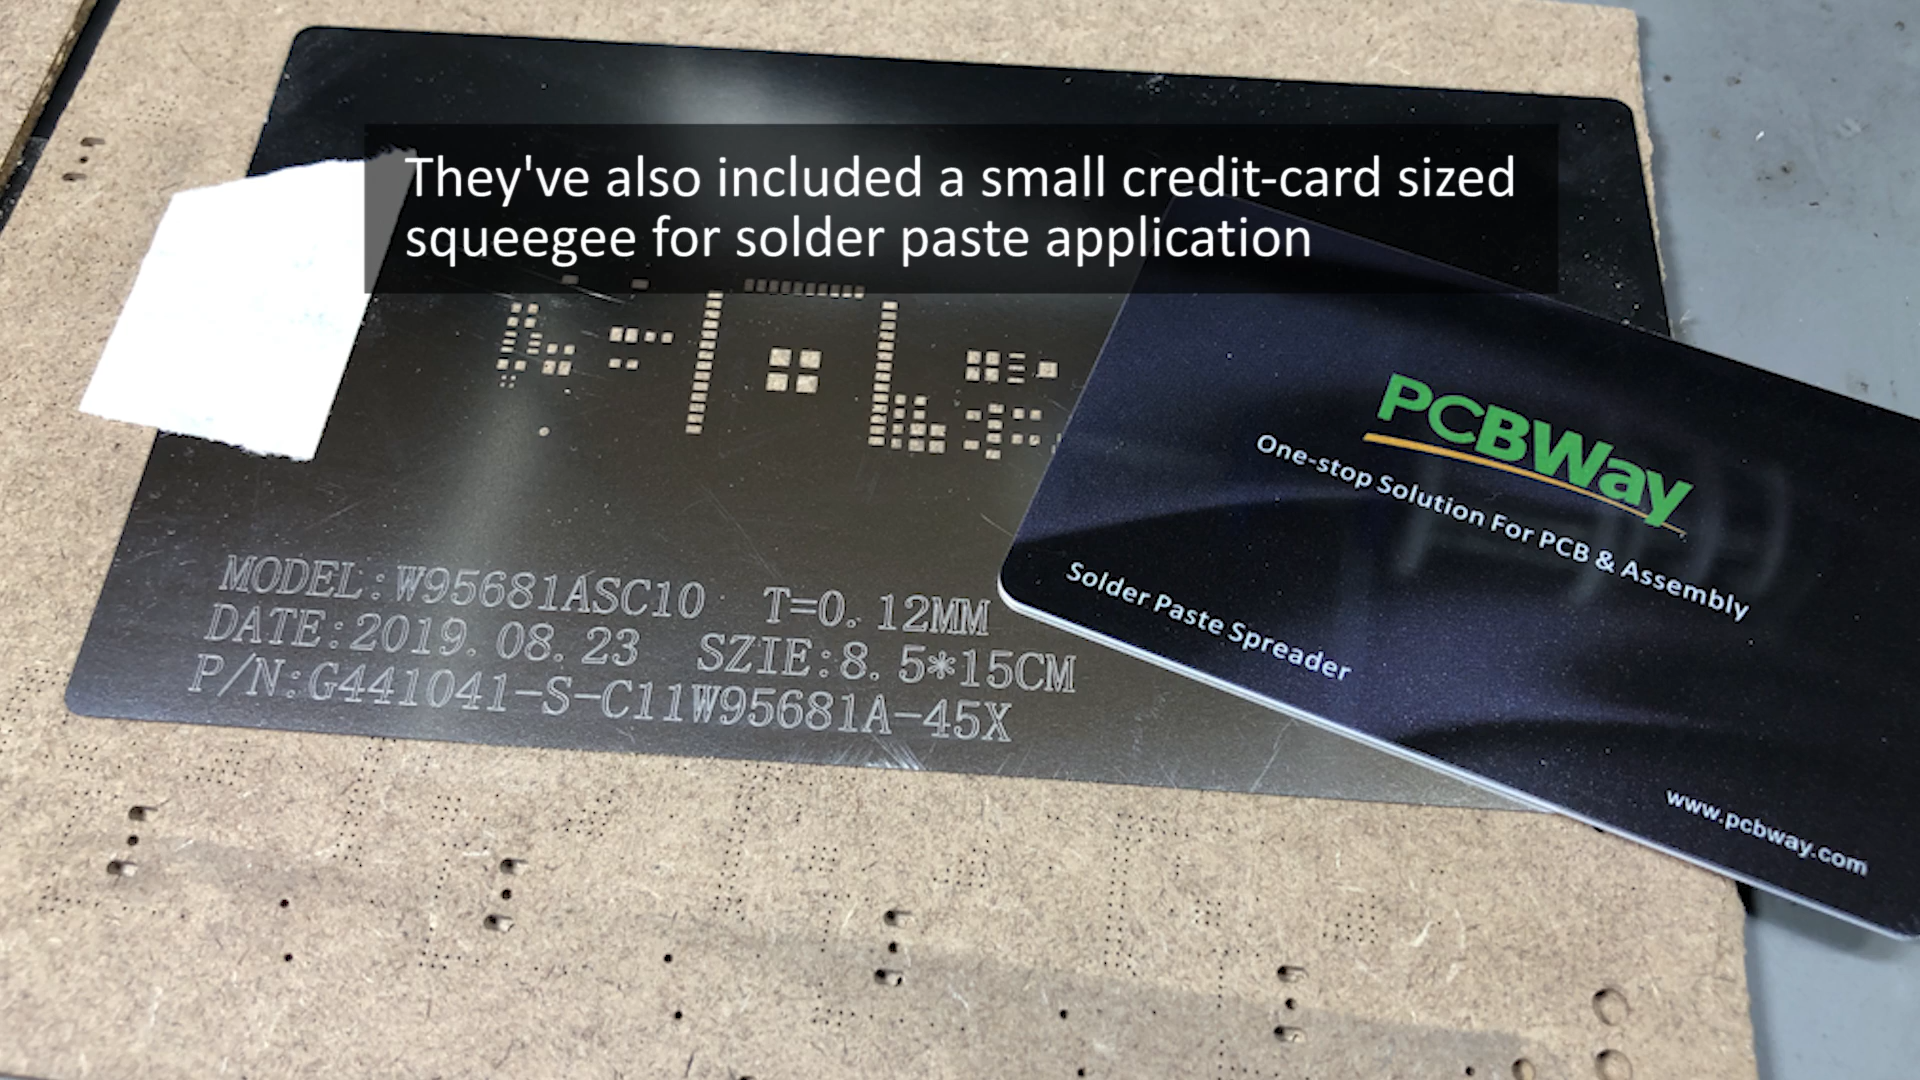 They've also included a small credit-card sized
squeegee for solder paste application
PCBWay
One-stop Solution For PCB & Assembly
Solder Paste Spreader
www.pcbway.com
MODEL:W95681ASC10 T=0.12MM
DATE:2019.08.23 SZIE:8.5*15CM
P/N:G441041-S-C11W95681A-45X